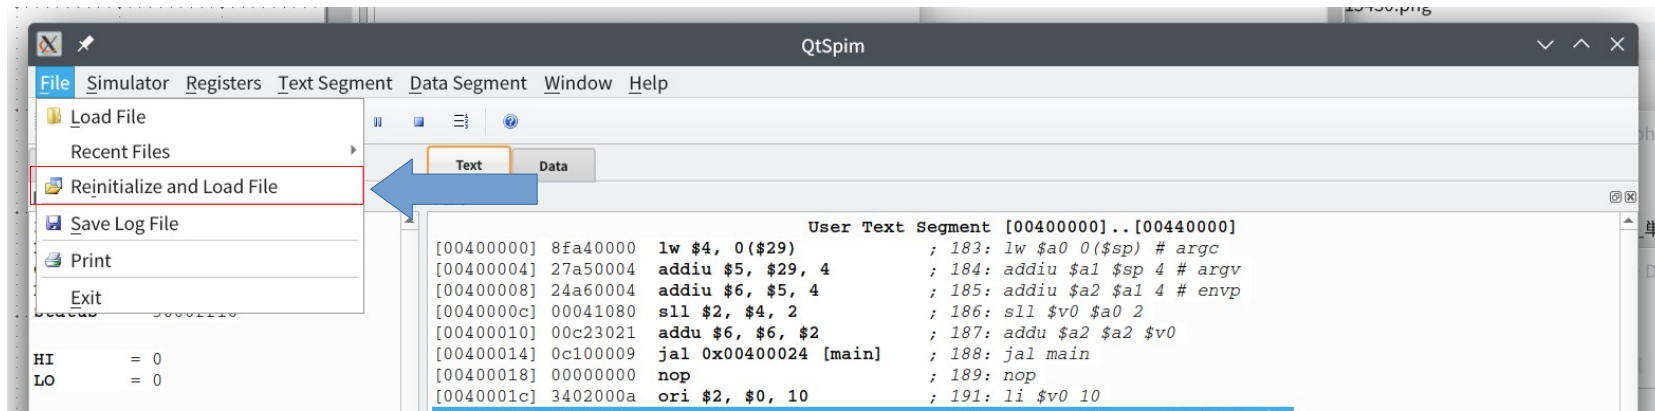 QtSpim
File Simulator Registers Text Segment Data Segment Window Help
Load File
Recent Files
Reinitialize and Load File
Save Log File
Print
Exit
HI = 0
LO = 0
Text Data
User Text Segment [00400000]..[00440000]
[00400000] 8fa40000 lw $4, 0($29) ; 183: lw $a0 0($sp) # argc
[00400004] 27a50004 addiu $5, $29, 4 ; 184: addiu $a1 $sp 4 # argv
[00400008] 24a60004 addiu $6, $5, 4 ; 185: addiu $a2 $a1 4 # envp
[0040000c] 00041080 sll $2, $4, 2 ; 186: sll $v0 $a0 2
[00400010] 00c23021 addu $6, $6, $2 ; 187: addu $a2 $a2 $v0
[00400014] 0c100009 jal 0x00400024 [main] ; 188: jal main
[00400018] 00000000 nop ; 189: nop
[0040001c] 3402000a ori $2, $0, 10 ; 191: li $v0 10